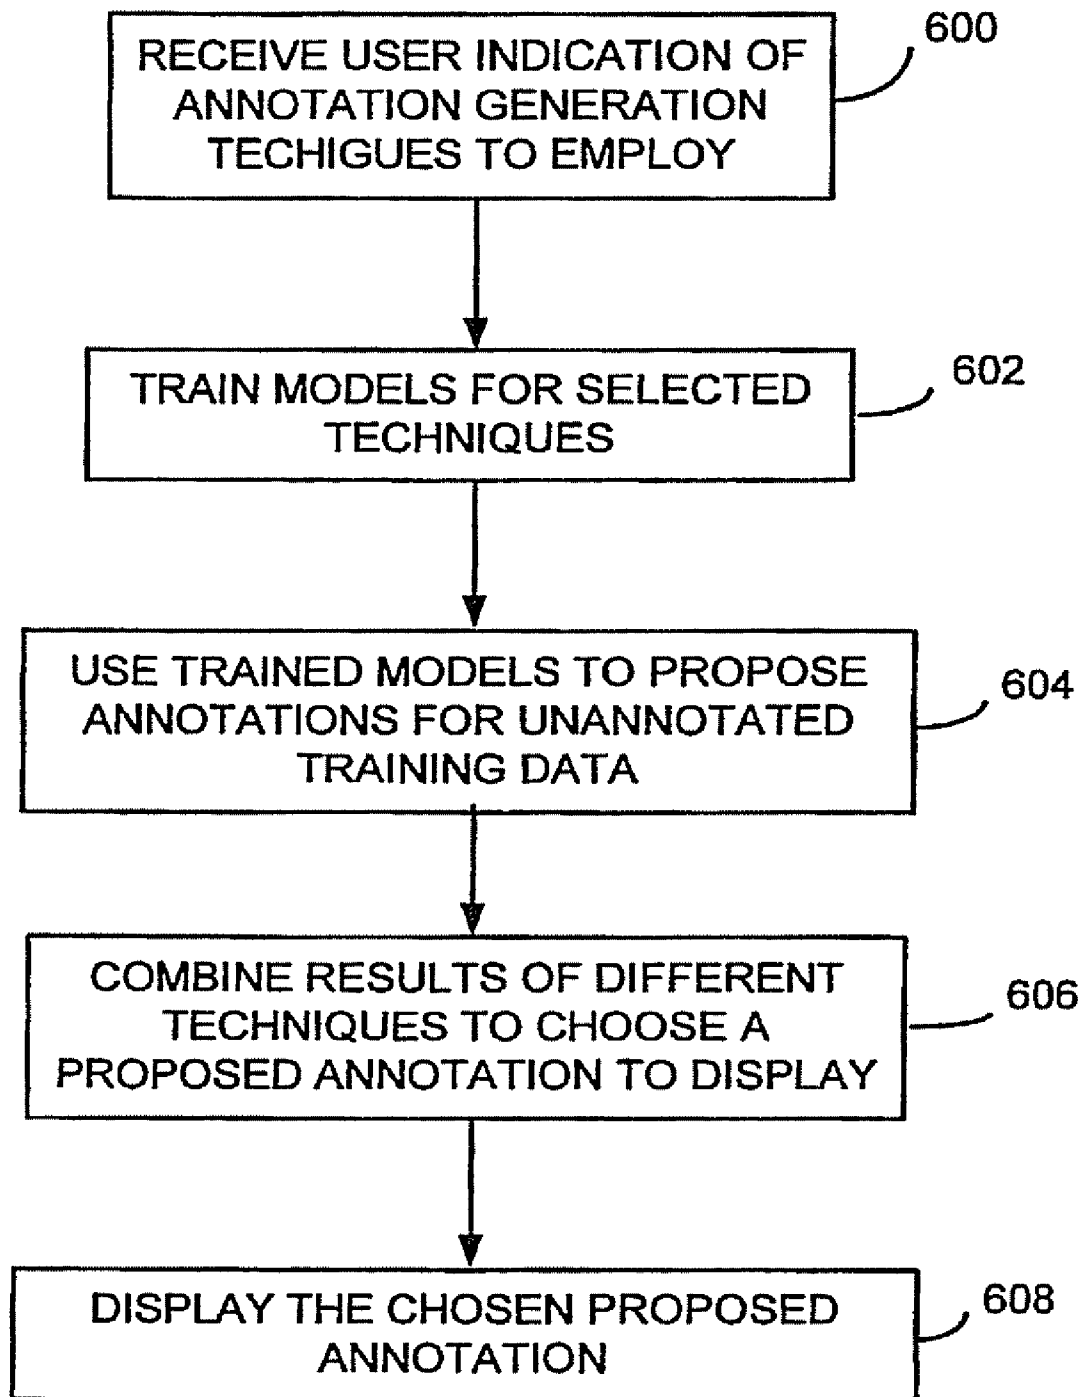 RECEIVE USER INDICATION OF
ANNOTATION GENERATION
TECHIGUES TO EMPLOY
600
TRAIN MODELS FOR SELECTED
TECHNIQUES
602
USE TRAINED MODELS TO PROPOSE
ANNOTATIONS FOR UNANNOTATED
TRAINING DATA
604
COMBINE RESULTS OF DIFFERENT
TECHNIQUES TO CHOOSE A
PROPOSED ANNOTATION TO DISPLAY
606
DISPLAY THE CHOSEN PROPOSED
ANNOTATION
608